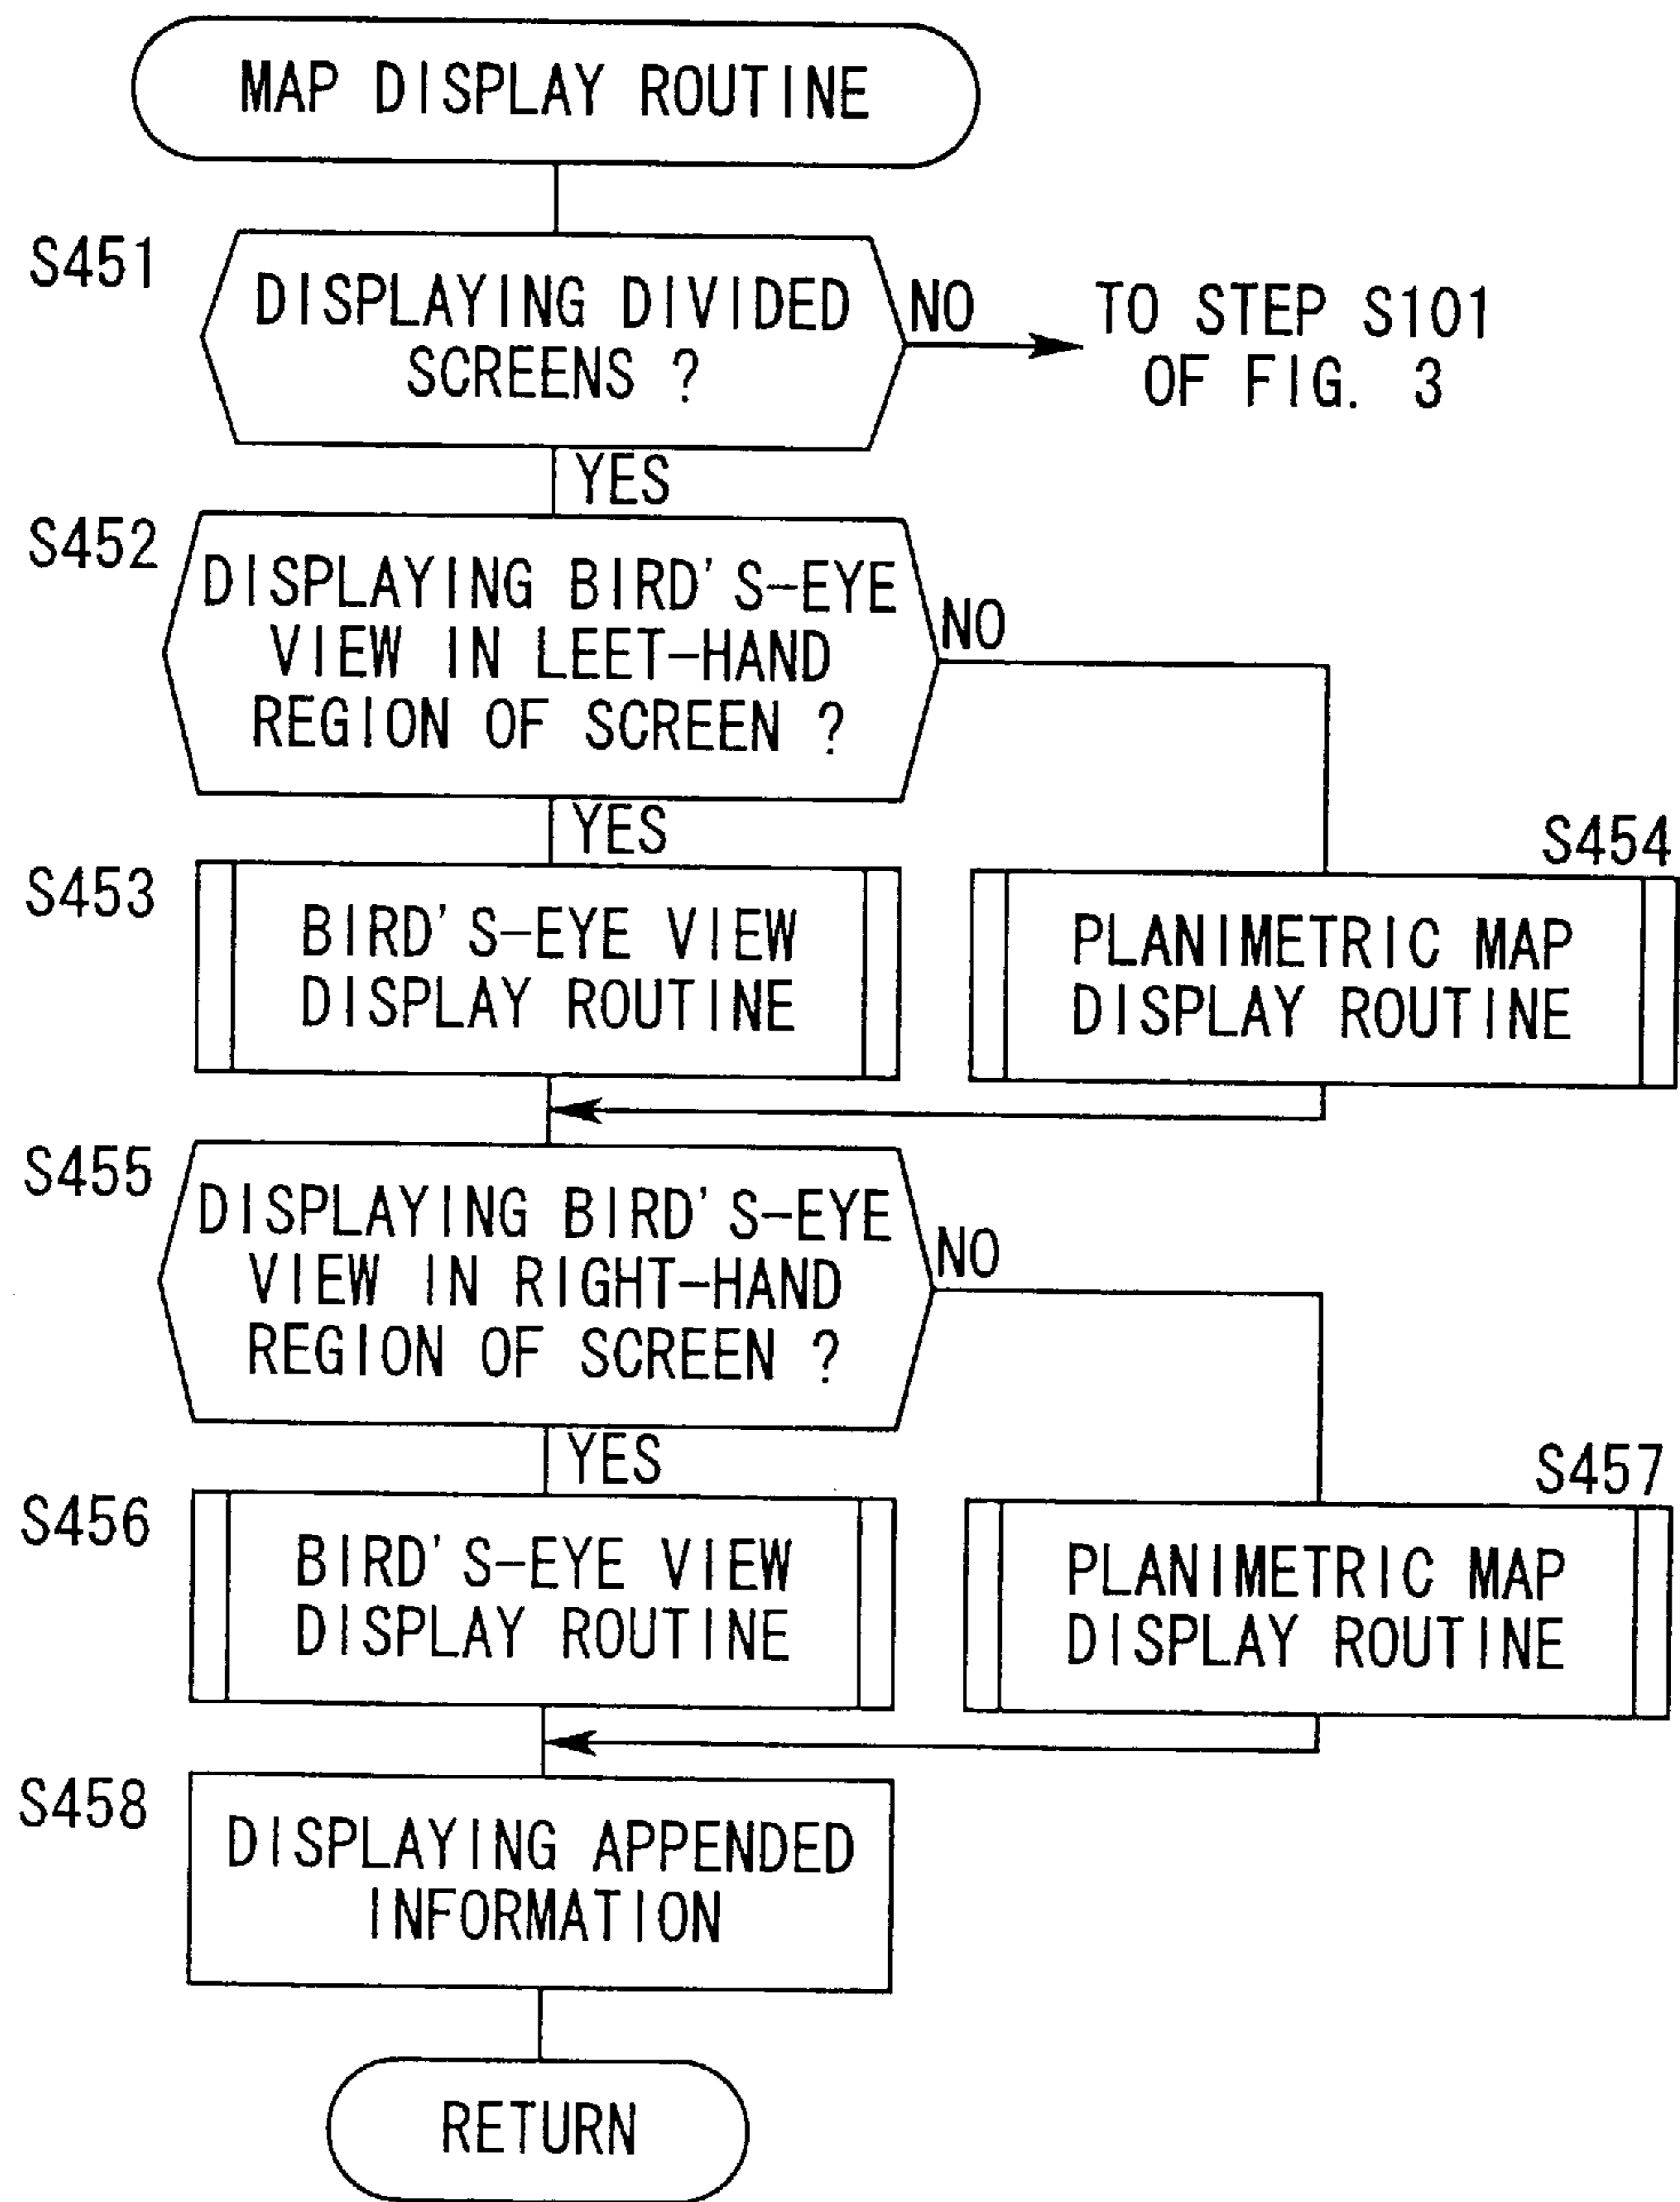 MAP DISPLAY ROUTINE
S451
DISPLAYING DIVIDED
SCREENS ?
NO
TO STEP S101
OF FIG. 3
YES
S452
DISPLAYING BIRD'S-EYE
VIEW IN LEET-HAND
REGION OF SCREEN ?
NO
YES
S453
BIRD'S-EYE VIEW
DISPLAY ROUTINE
S454
PLANIMETRIC MAP
DISPLAY ROUTINE
S455
DISPLAYING BIRD'S-EYE
VIEW IN RIGHT-HAND
REGION OF SCREEN ?
NO
YES
S456
BIRD'S-EYE VIEW
DISPLAY ROUTINE
S457
PLANIMETRIC MAP
DISPLAY ROUTINE
S458
DISPLAYING APPENDED
INFORMATION
RETURN